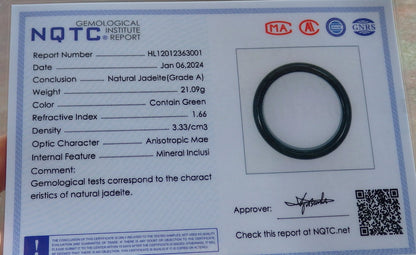 NQTC GEMOLOGICAL
INSTITUTE
® REPORT
MA
CNAS
GNRS
Report Number HL12012363001
Date Jan 06,2024
Conclusion Natural Jadeite(Grade A)
Weight 21.09g
Color Contain Green
Refractive Index 1.66
Density 3.33/cm3
Optic Character Anisotropic Mae
Internal Feature Mineral Inclusi
Comment:
Gemological tests correspond to the charact
eristics of natural jadeite.
Approver:
Check this report on NQTC.net